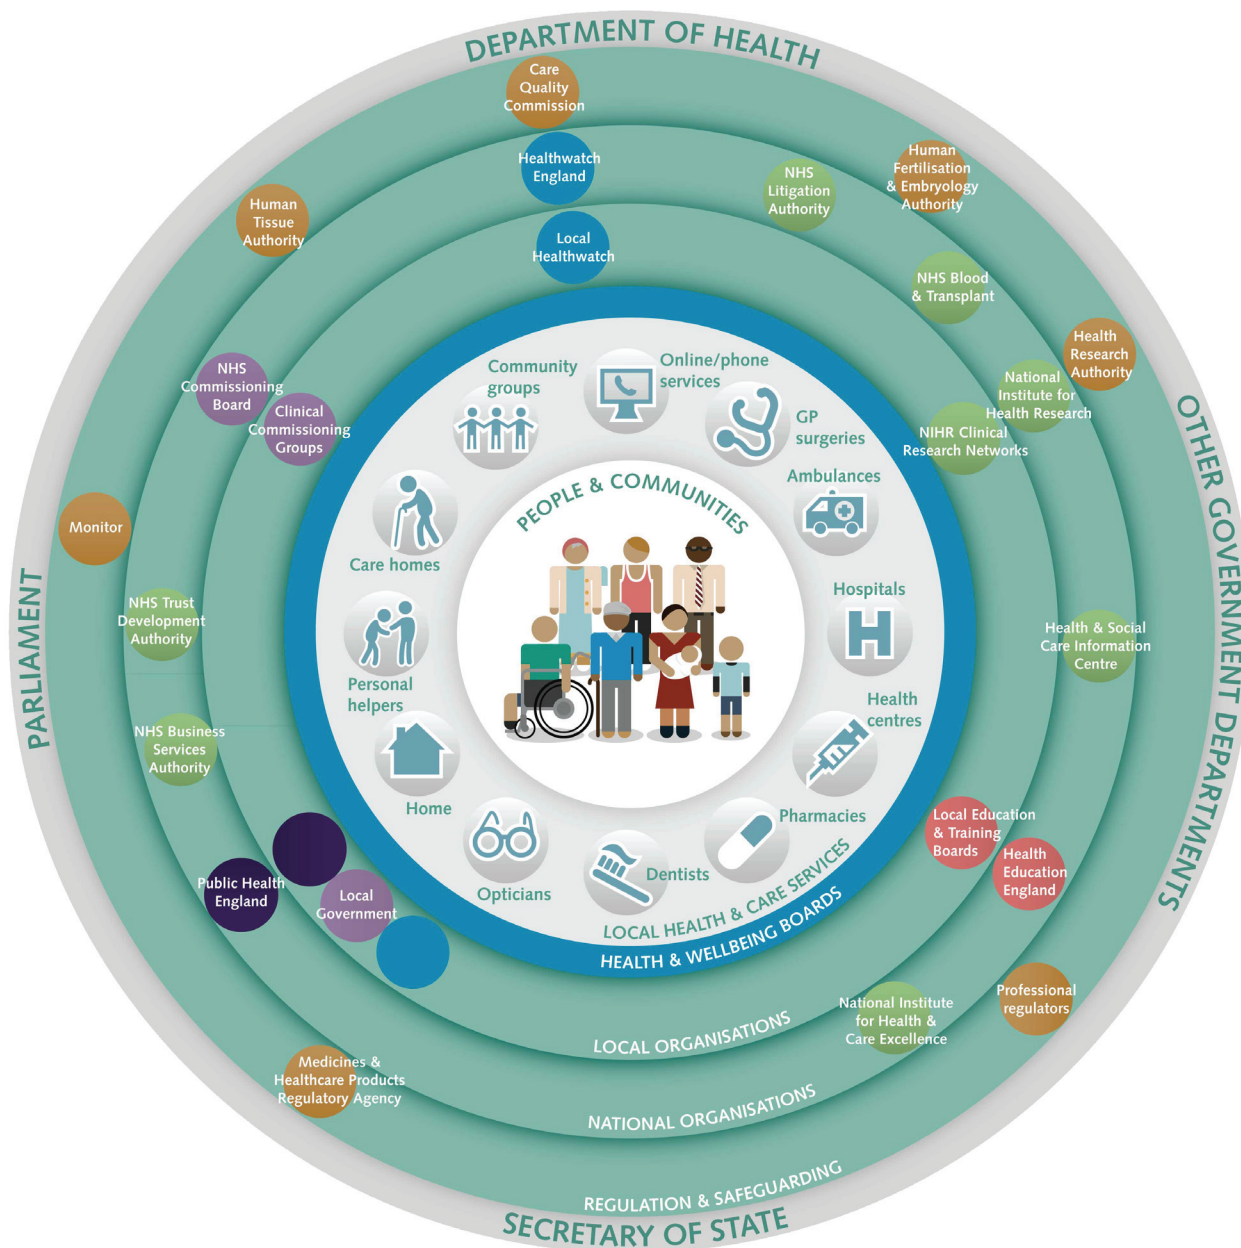 DEPARTMENT OF HEALTH
Care
Quality
Commission
Healthwatch
England
Local
Healthwatch
Human
Tissue
Authority
NHS
Litigation
Authority
Human
Fertilisation
& Embryology
Authority
NHS Blood
& Transplant
Health
Research
Authority
National
Institute for
Health Research
NIHR Clinical
Research Networks
NHS
Commissioning
Board
Clinical
Commissioning
Groups
Monitor
NHS Trust
Development
Authority
NHS Business
Services
Authority
Public Health
England
Local
Government
Medicines &
Healthcare Products
Regulatory Agency
Health & Social
Care Information
Centre
Local Education
& Training
Boards
Health
Education
England
Professional
regulators
National Institute
for Health &
Care Excellence
Community
groups
Online/phone
services
GP
surgeries
Ambulances
Hospitals
H
Health
centres
Pharmacies
Dentists
Opticians
Home
Personal
helpers
Care homes
PEOPLE & COMMUNITIES
LOCAL HEALTH & CARE SERVICES
HEALTH & WELLBEING BOARDS
LOCAL ORGANISATIONS
NATIONAL ORGANISATIONS
REGULATION & SAFEGUARDING
PARLIAMENT
OTHER GOVERNMENT DEPARTMENTS
SECRETARY OF STATE